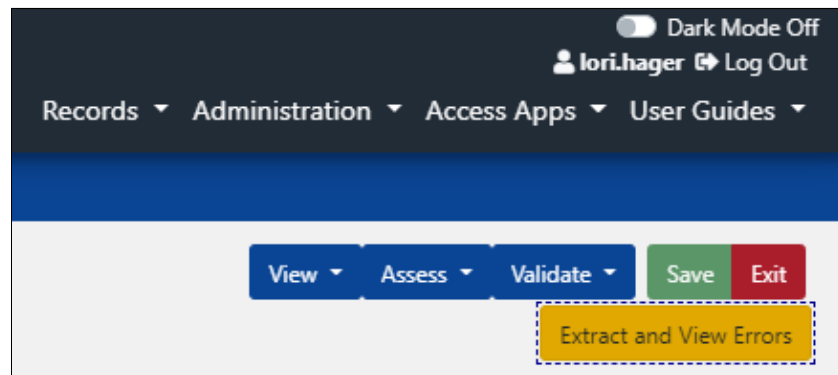 Dark Mode Off
lori.hager Log Out
Records Administration Access Apps User Guides
View Assess Validate Save Exit
Extract and View Errors